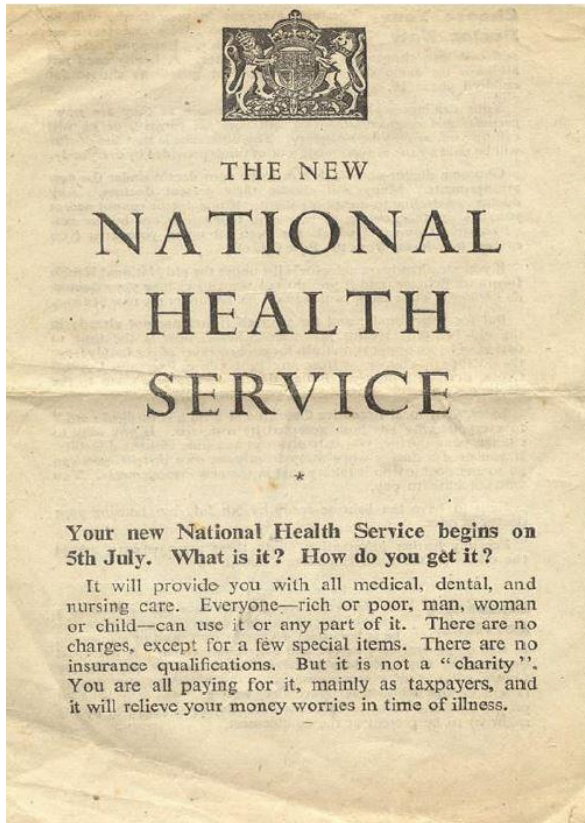 THE NEW
NATIONAL
HEALTH
SERVICE
*
Your new National Health Service begins on
5th July. What is it? How do you get it?
It will provide you with all medical, dental, and
nursing care. Everyone—rich or poor, man, woman
or child—can use it or any part of it. There are no
charges, except for a few special items. There are no
insurance qualifications. But it is not a "charity".
You are all paying for it, mainly as taxpayers, and
it will relieve your money worries in time of illness.